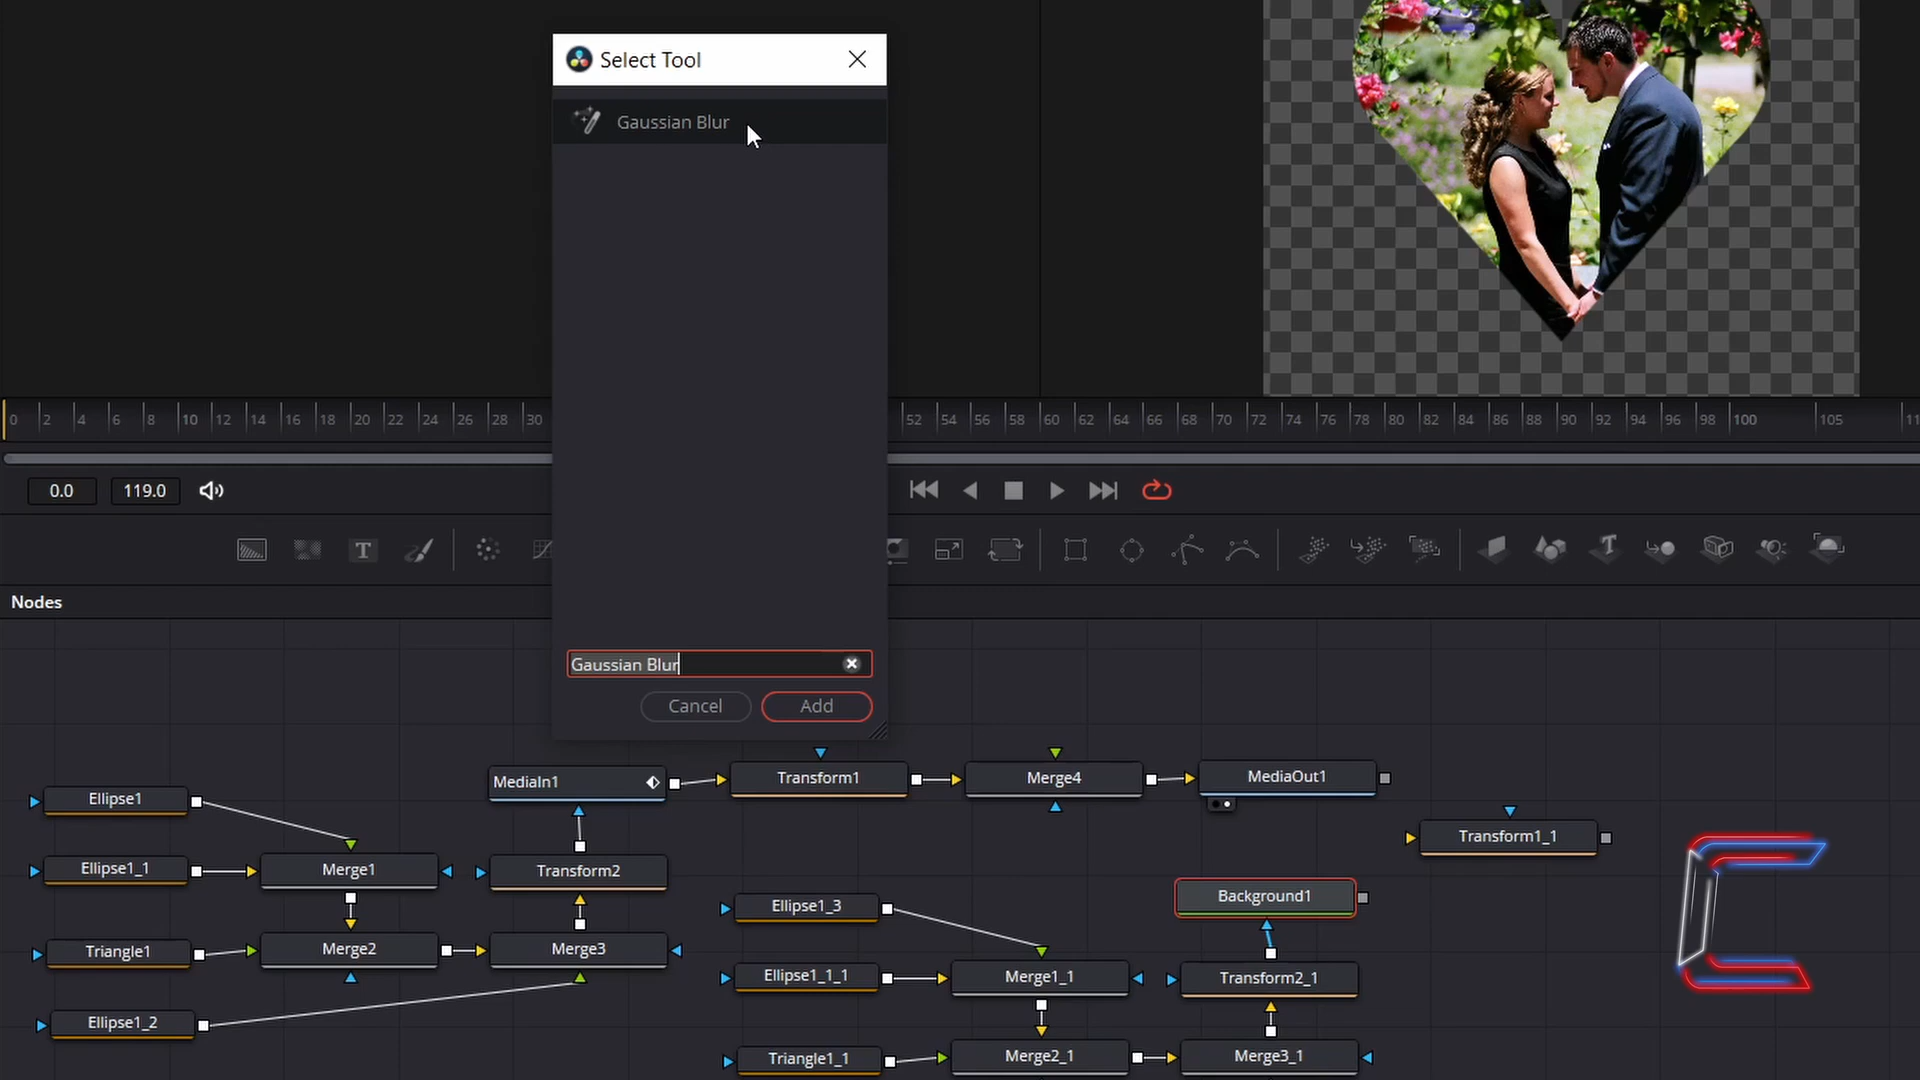 Select Tool
Gaussian Blur
0 2 4 6 8 10 12 14 16 18 20 22 24 26 28 30 52 54 56 58 60 62 64 66 68 70 72 74 76 78 80 82 84 86 88 90 92 94 96 98 100 105 11
0.0 119.0
T T
Nodes
Gaussian Blur
Cancel Add
MediaIn1 Transform1 Merge4 MediaOut1
Ellipse1 Transform1_1
Ellipse1_1 Merge1 Transform2
Ellipse1_3 Background1
Triangle1 Merge2 Merge3
Ellipse1_1_1 Merge1_1 Transform2_1
Ellipse1_2
Triangle1_1 Merge2_1 Merge3_1